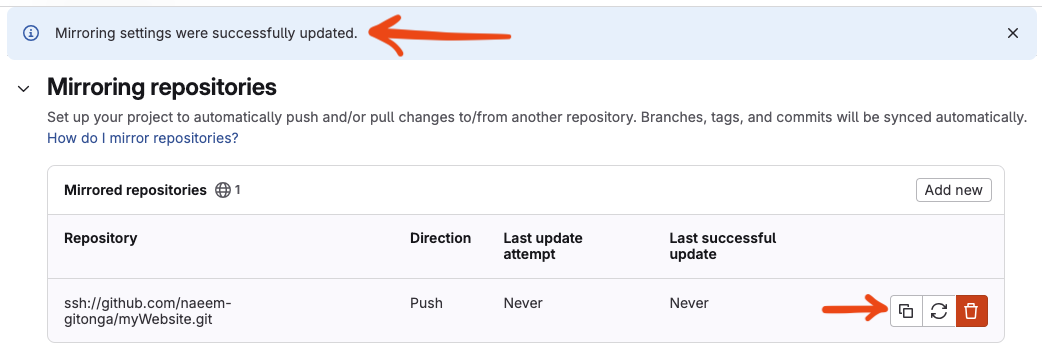 Mirroring settings were successfully updated.
Mirroring repositories
Set up your project to automatically push and/or pull changes to/from another repository. Branches, tags, and commits will be synced automatically.
How do I mirror repositories?
Mirrored repositories 1
Add new
Repository Direction Last update attempt Last successful update
ssh://github.com/naeem-
gitonga/myWebsite.git
Push Never Never